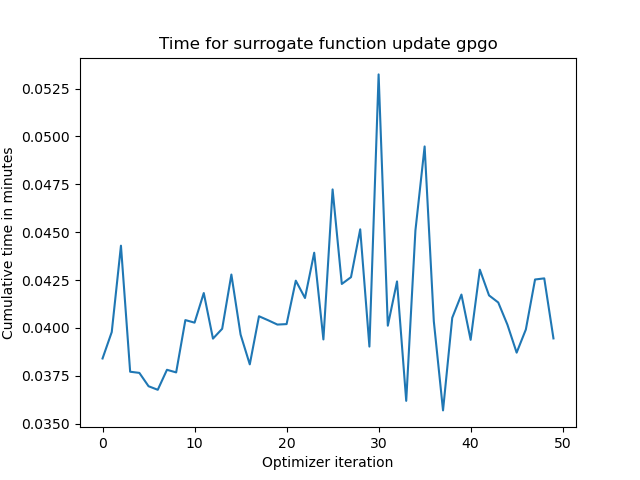 Time for surrogate function update gpgo
Cumulative time in minutes
0.0525
0.0500
0.0475
0.0450
0.0425
0.0400
0.0375
0.0350
0 10 20 30 40 50
Optimizer iteration